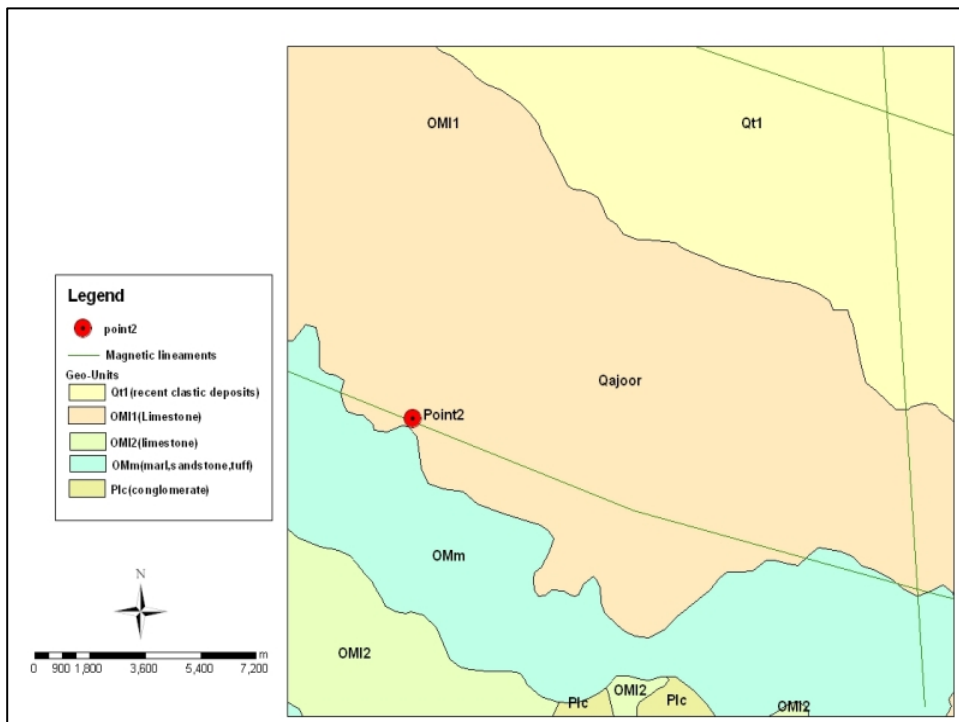 OMl1
Qt1
Qajoor
Point2
OMm
OMl2
Plc
OMl2
Plc
OMl2
Legend
point2
Magnetic lineaments
Geo-Units
Qt1(recent clastic deposits)
OMl1(Limestone)
OMl2(limestone)
OMm(marl,sandstone,tuff)
Plc(conglomerate)
N
m
0 900 1,800 3,600 5,400 7,200